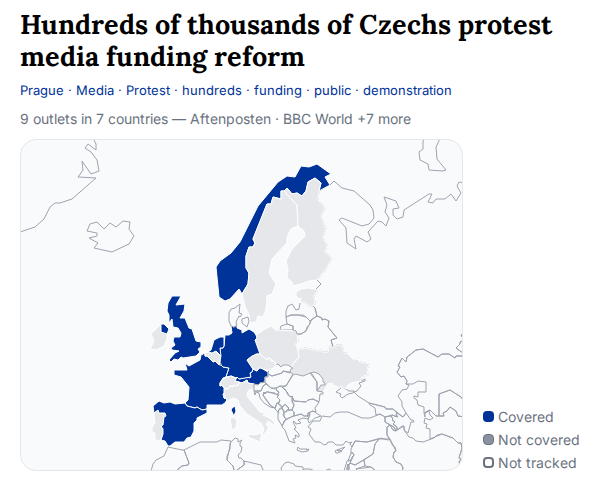 Hundreds of thousands of Czechs protest
media funding reform
Prague · Media · Protest · hundreds · funding · public · demonstration
9 outlets in 7 countries — Aftenposten · BBC World +7 more
Covered
Not covered
Not tracked